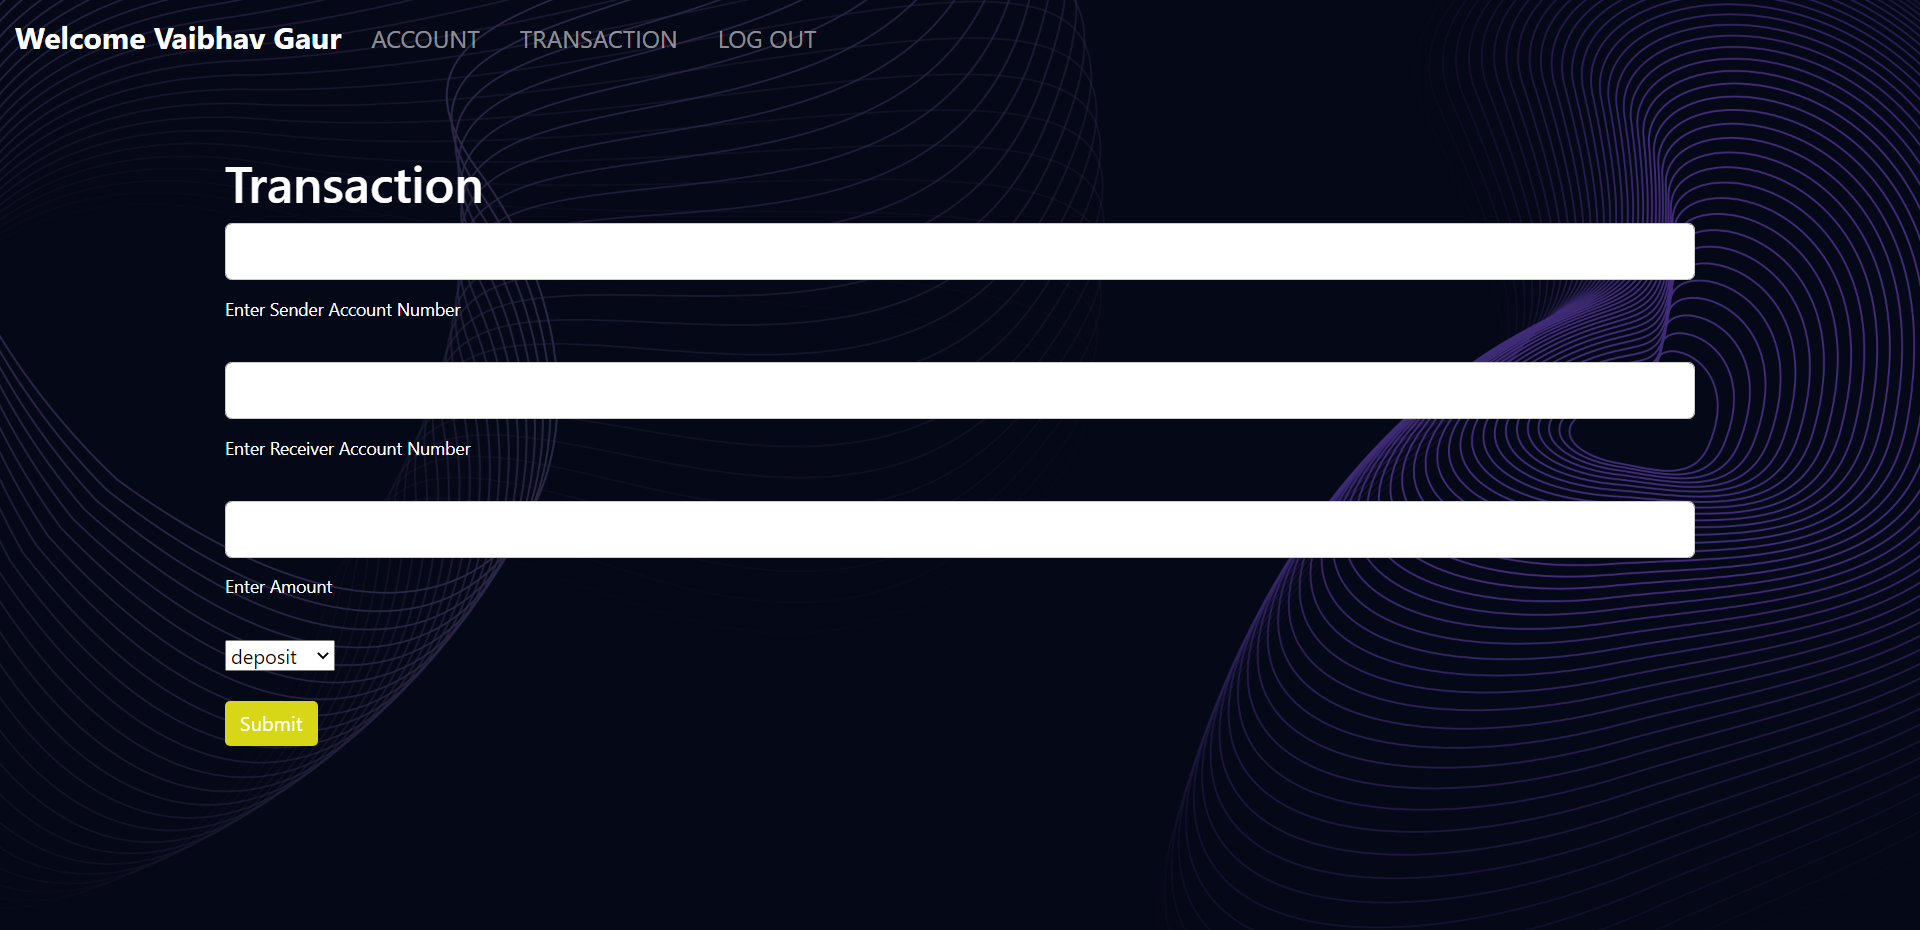 Welcome Vaibhav Gaur ACCOUNT TRANSACTION LOG OUT
Transaction
Enter Sender Account Number
Enter Receiver Account Number
Enter Amount
deposit
Submit